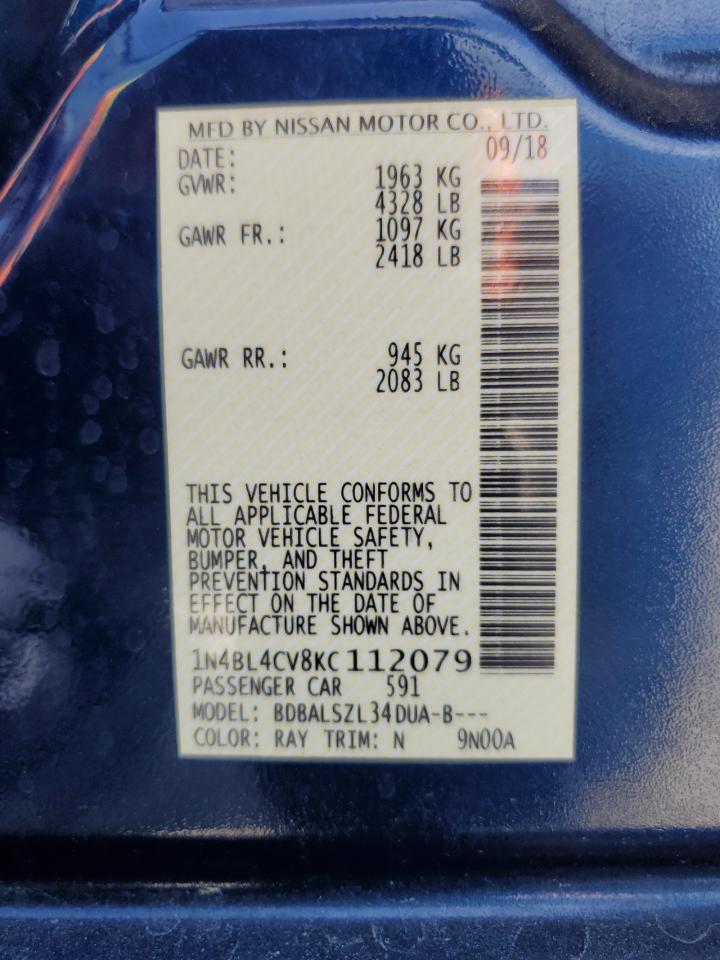 MFD BY NISSAN MOTOR CO., LTD.
DATE: 09/18
GVWR: 1963 KG
4328 LB
GAWR FR.: 1097 KG
2418 LB
GAWR RR.: 945 KG
2083 LB
THIS VEHICLE CONFORMS TO
ALL APPLICABLE FEDERAL
MOTOR VEHICLE SAFETY,
BUMPER, AND THEFT
PREVENTION STANDARDS IN
EFFECT ON THE DATE OF
MANUFACTURE SHOWN ABOVE.
1N4BL4CV8KC112079
PASSENGER CAR 591
MODEL: BDBALSZL34DUA-B---
COLOR: RAY TRIM: N 9N00A